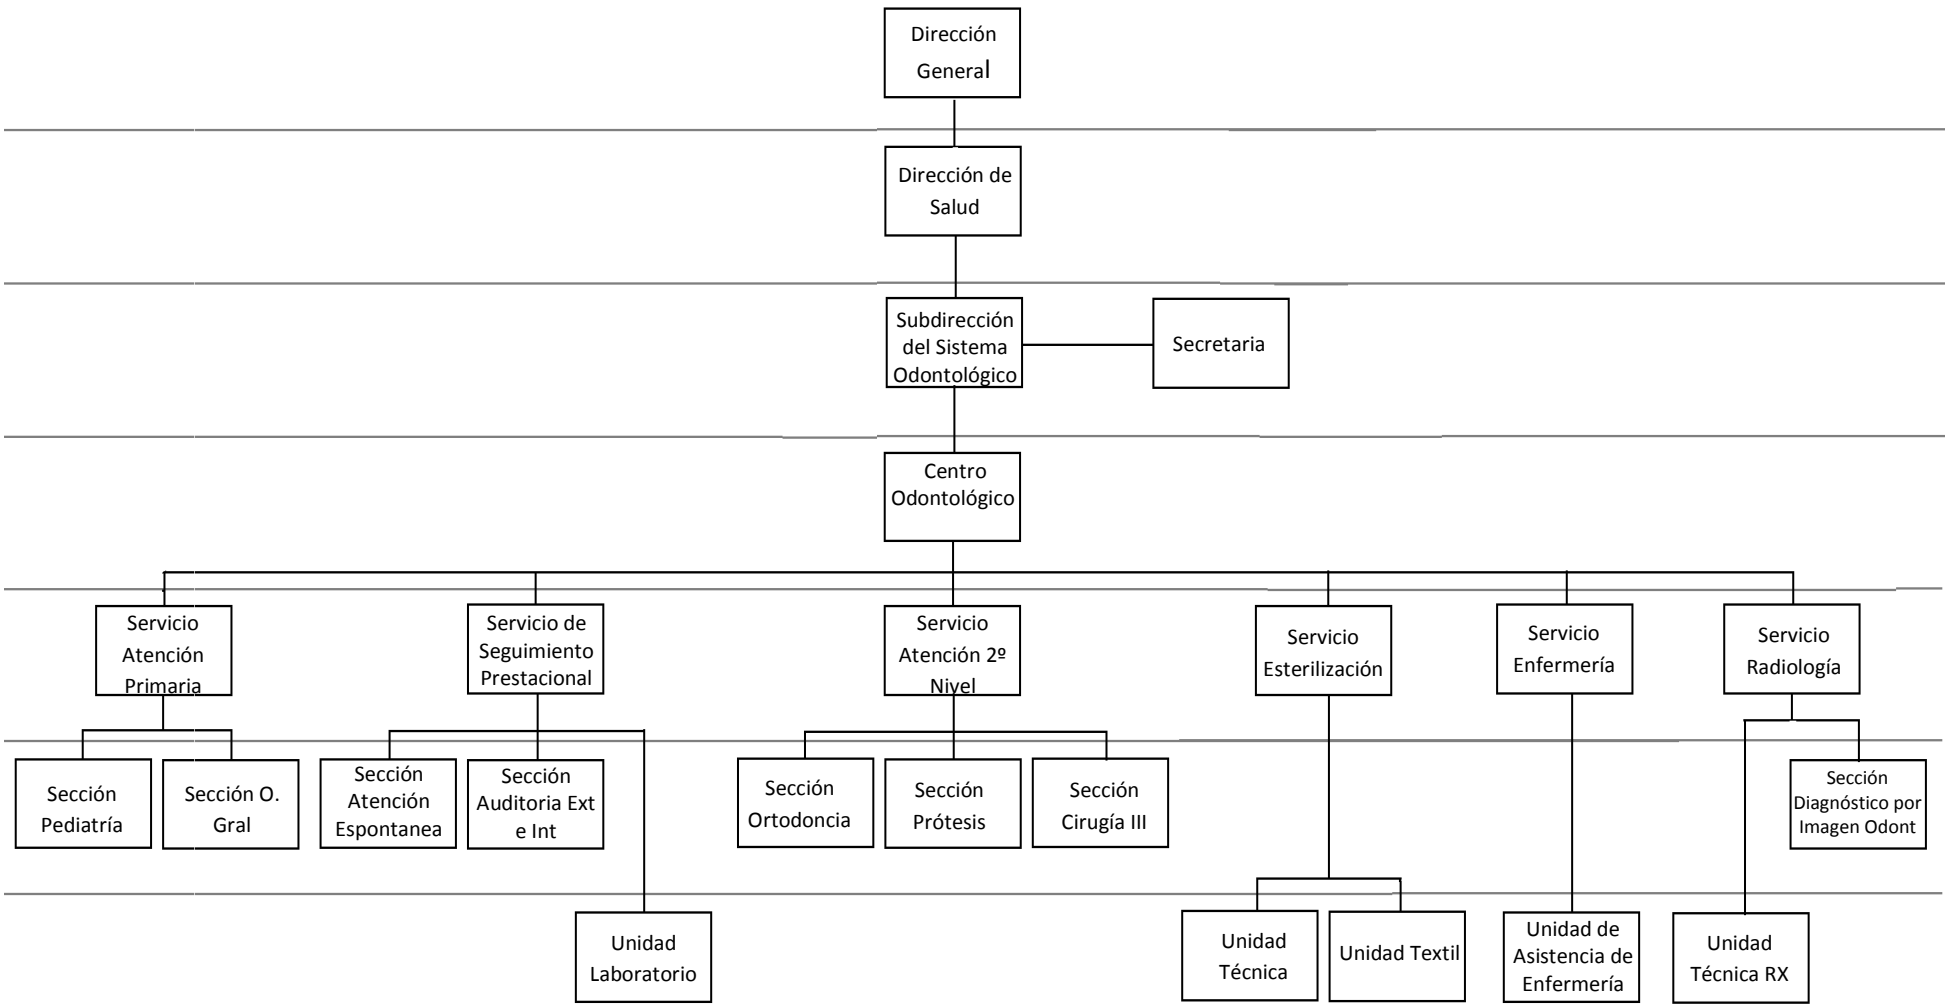 Dirección
General
Dirección de
Salud
Subdirección
del Sistema
Odontológico
Secretaria
Centro
Odontológico
Servicio
Atención
Primaria
Servicio de
Seguimiento
Prestacional
Servicio
Atención 2º
Nivel
Servicio
Esterilización
Servicio
Enfermería
Servicio
Radiología
Sección
Pediatría
Sección O.
Gral
Sección
Atención
Espontanea
Sección
Auditoria Ext
e Int
Sección
Ortodoncia
Sección
Prótesis
Sección
Cirugía III
Sección
Diagnóstico por
Imagen Odont
Unidad
Laboratorio
Unidad
Técnica
Unidad Textil
Unidad de
Asistencia de
Enfermería
Unidad
Técnica RX